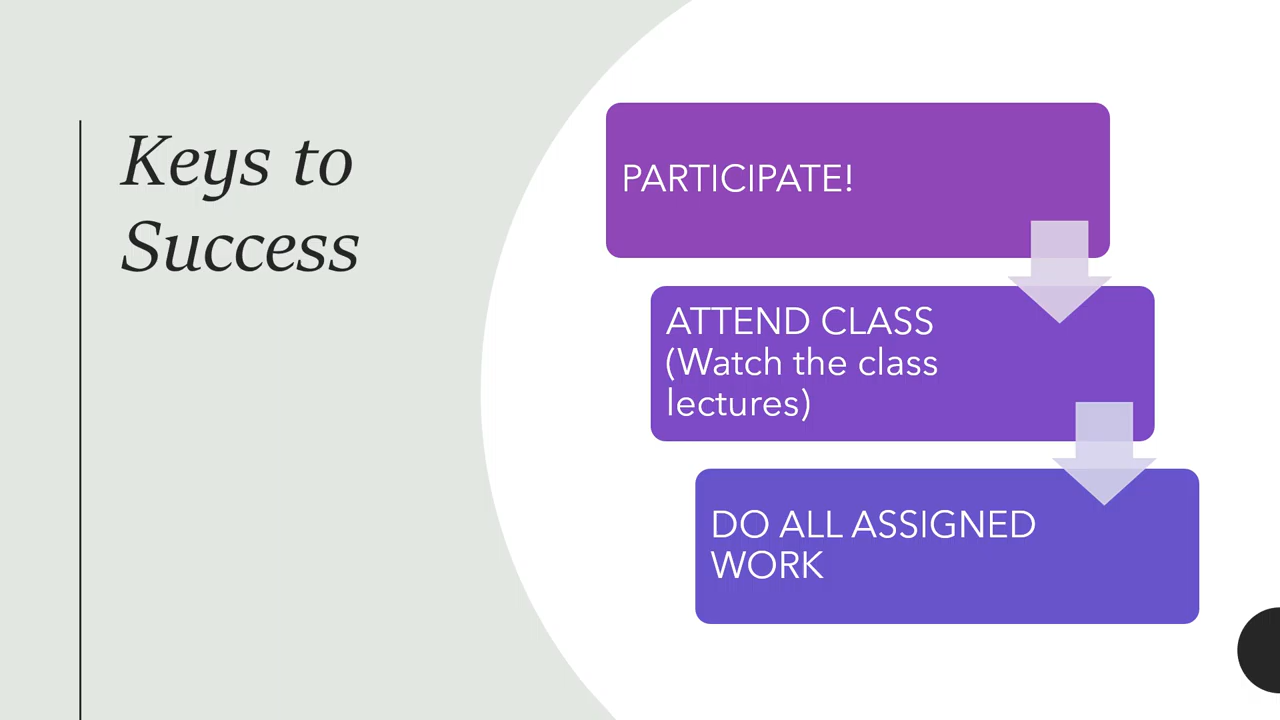 Keys to
Success
PARTICIPATE!
ATTEND CLASS
(Watch the class
lectures)
DO ALL ASSIGNED
WORK